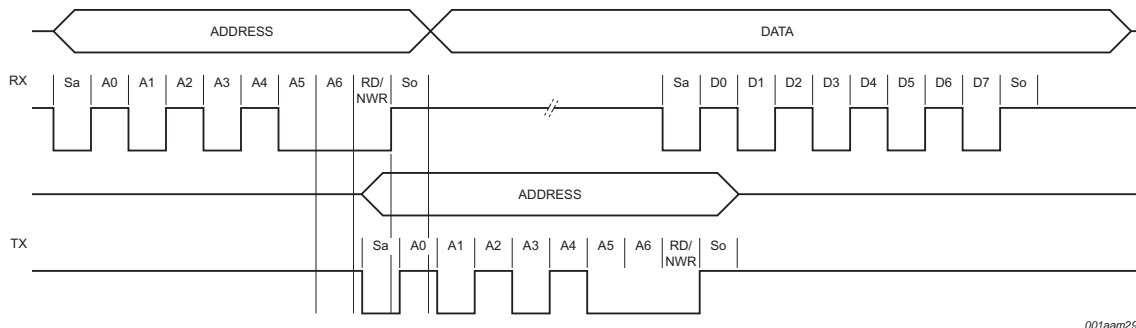 ADDRESS DATA
RX Sa A0 A1 A2 A3 A4 A5 A6 RD/ NWR So Sa D0 D1 D2 D3 D4 D5 D6 D7 So
ADDRESS
TX Sa A0 A1 A2 A3 A4 A5 A6 RD/ NWR So